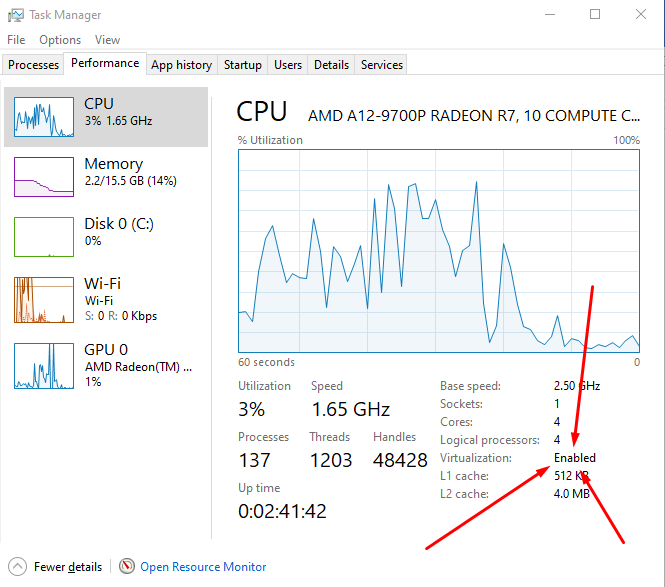 Task Manager
File Options View
Processes Performance App history Startup Users Details Services
CPU
3% 1.65 GHz
Memory
2.2/15.5 GB (14%)
Disk 0 (C:)
0%
Wi-Fi
Wi-Fi
S: 0 R: 0 Kbps
GPU 0
AMD Radeon(TM) ...
1%
CPU AMD A12-9700P RADEON R7, 10 COMPUTE C...
% Utilization 100%
60 seconds 0
Utilization Speed
3% 1.65 GHz
Processes Threads Handles
137 1203 48428
Up time
0:02:41:42
Base speed: 2.50 GHz
Sockets: 1
Cores: 4
Logical processors: 4
Virtualization: Enabled
L1 cache: 512 KB
L2 cache: 4.0 MB
Fewer details Open Resource Monitor